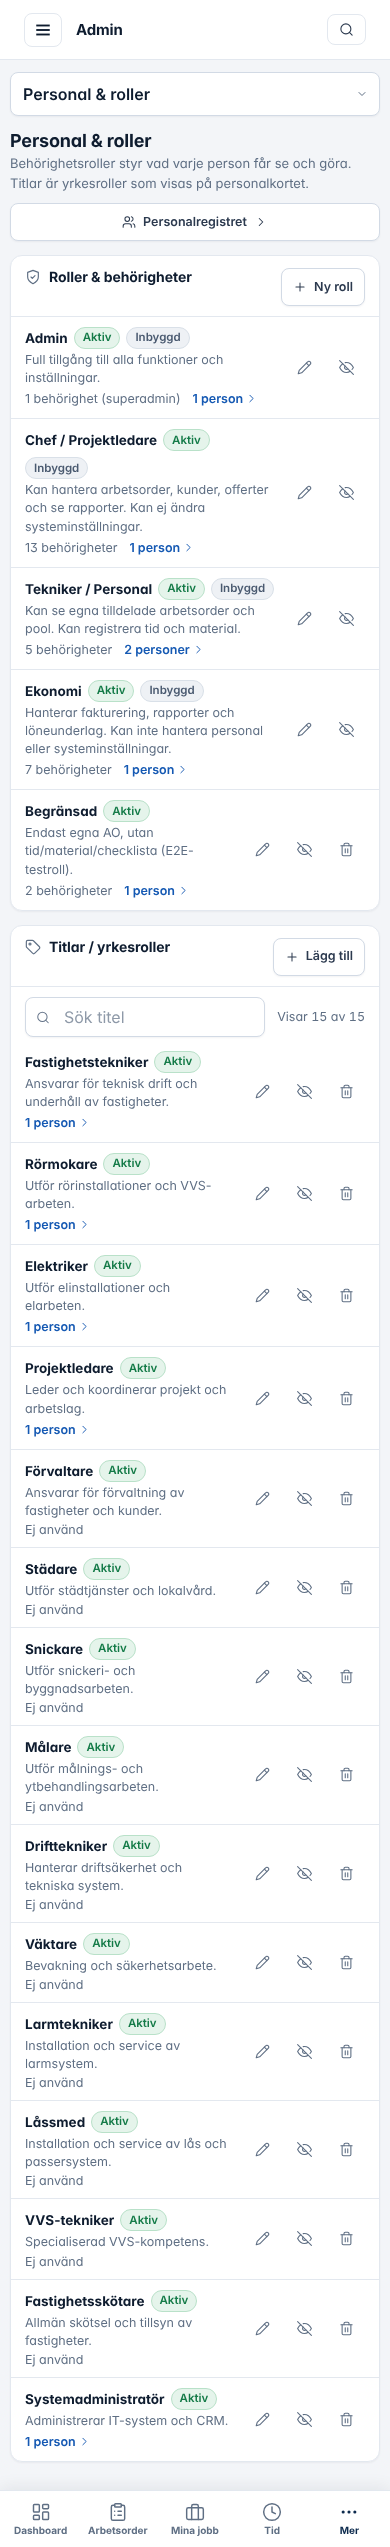 Admin
Personal & roller
Personal & roller
Behörighetsroller styr vad varje person får se och göra.
Titlar är yrkesroller som visas på personalkortet.
Personalregistret
Roller & behörigheter
Ny roll
Admin Aktiv Inbyggd
Full tillgång till alla funktioner och
inställningar.
1 behörighet (superadmin) 1 person
Chef / Projektledare Aktiv
Inbyggd
Kan hantera arbetsorder, kunder, offerter
och se rapporter. Kan ej ändra
systeminställningar.
13 behörigheter 1 person
Tekniker / Personal Aktiv Inbyggd
Kan se egna tilldelade arbetsorder och
pool. Kan registrera tid och material.
5 behörigheter 2 personer
Ekonomi Aktiv Inbyggd
Hanterar fakturering, rapporter och
löneunderlag. Kan inte hantera personal
eller systeminställningar.
7 behörigheter 1 person
Begränsad Aktiv
Endast egna AO, utan
tid/material/checklista (E2E-
testroll).
2 behörigheter 1 person
Titlar / yrkesroller
Lägg till
Sök titel
Visar 15 av 15
Fastighetstekniker Aktiv
Ansvarar för teknisk drift och
underhåll av fastigheter.
1 person
Rörmokare Aktiv
Utför rörinstallationer och VVS-
arbeten.
1 person
Elektriker Aktiv
Utför elinstallationer och
elarbeten.
1 person
Projektledare Aktiv
Leder och koordinerar projekt och
arbetslag.
1 person
Förvaltare Aktiv
Ansvarar för förvaltning av
fastigheter och kunder.
Ej använd
Städare Aktiv
Utför städtjänster och lokalvård.
Ej använd
Snickare Aktiv
Utför snickeri- och
byggnadsarbeten.
Ej använd
Målare Aktiv
Utför målnings- och
ytbehandlingsarbeten.
Ej använd
Drifttekniker Aktiv
Hanterar driftsäkerhet och
tekniska system.
Ej använd
Väktare Aktiv
Bevakning och säkerhetsarbete.
Ej använd
Larmtekniker Aktiv
Installation och service av
larmsystem.
Ej använd
Låssmed Aktiv
Installation och service av lås och
passersystem.
Ej använd
VVS-tekniker Aktiv
Specialiserad VVS-kompetens.
Ej använd
Fastighetsskötare Aktiv
Allmän skötsel och tillsyn av
fastigheter.
Ej använd
Systemadministratör Aktiv
Administrerar IT-system och CRM.
1 person
Dashboard Arbetsorder Mina jobb Tid Mer